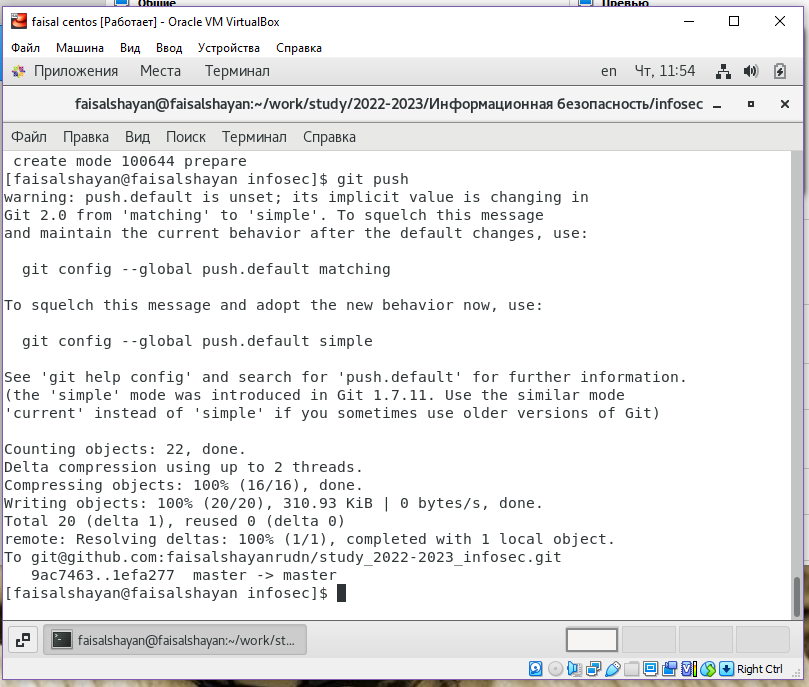 Общие
Превью
faisal centos [Работает] - Oracle VM VirtualBox
Файл Машина Вид Ввод Устройства Справка
Приложения Места Терминал en Чт, 11:54
faisalshayan@faisalshayan:~/work/study/2022-2023/Информационная безопасность/infosec
Файл Правка Вид Поиск Терминал Справка
create mode 100644 prepare
[faisalshayan@faisalshayan infosec]$ git push
warning: push.default is unset; its implicit value is changing in
Git 2.0 from 'matching' to 'simple'. To squelch this message
and maintain the current behavior after the default changes, use:
git config --global push.default matching
To squelch this message and adopt the new behavior now, use:
git config --global push.default simple
See 'git help config' and search for 'push.default' for further information.
(the 'simple' mode was introduced in Git 1.7.11. Use the similar mode
'current' instead of 'simple' if you sometimes use older versions of Git)
Counting objects: 22, done.
Delta compression using up to 2 threads.
Compressing objects: 100% (16/16), done.
Writing objects: 100% (20/20), 310.93 KiB | 0 bytes/s, done.
Total 20 (delta 1), reused 0 (delta 0)
remote: Resolving deltas: 100% (1/1), completed with 1 local object.
To git@github.com:faisalshayanrudn/study_2022-2023_infosec.git
9ac7463..1efa277 master -> master
[faisalshayan@faisalshayan infosec]$
faisalshayan@faisalshayan:~/work/st...
Right Ctrl